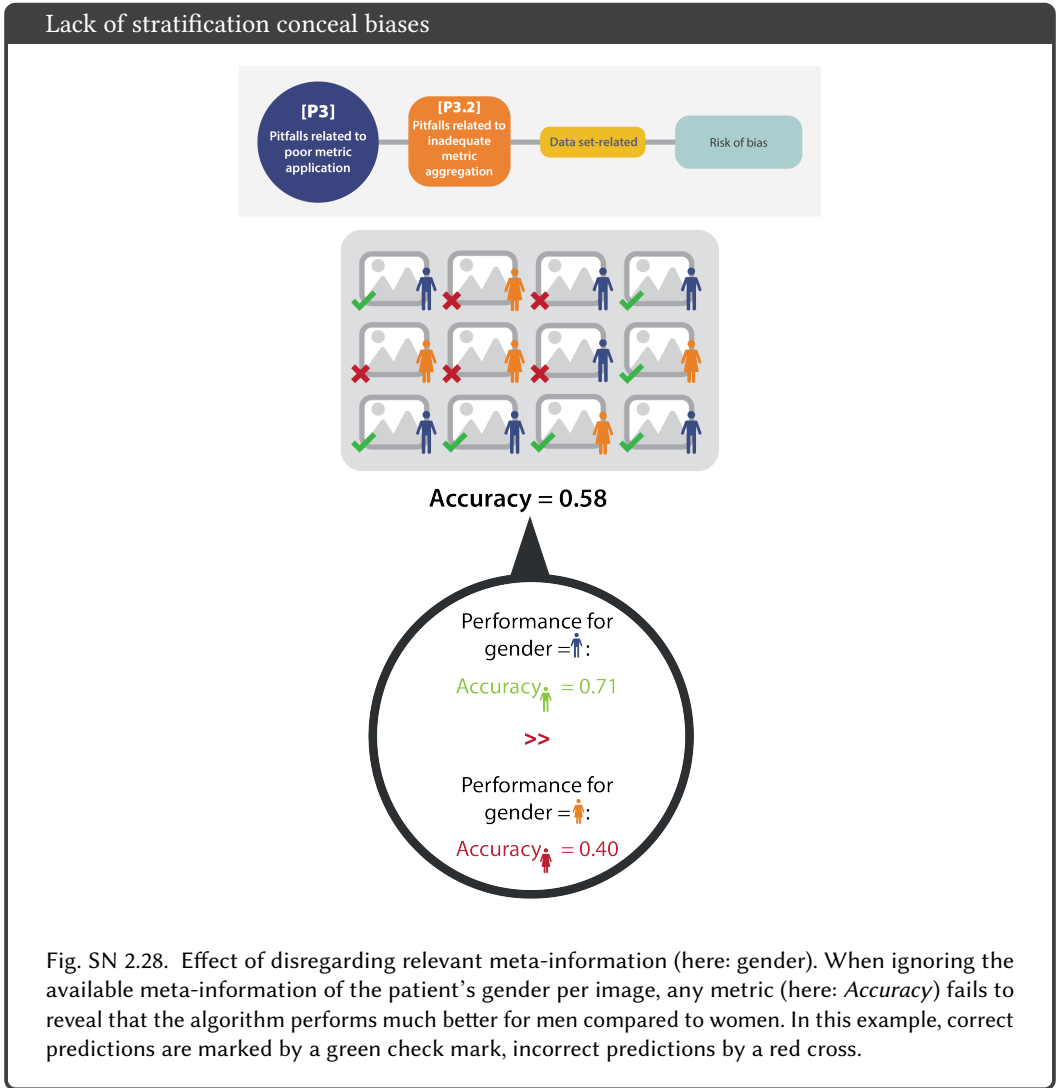 Lack of stratification conceal biases
[P3]
Pitfalls related to
poor metric
application
[P3.2]
Pitfalls related to
inadequate
metric
aggregation
Data set-related
Risk of bias
Accuracy = 0.58
Performance for
gender = :
Accuracy = 0.71
>>
Performance for
gender = :
Accuracy = 0.40
Fig. SN 2.28. Effect of disregarding relevant meta-information (here: gender). When ignoring the
available meta-information of the patient's gender per image, any metric (here: Accuracy) fails to
reveal that the algorithm performs much better for men compared to women. In this example, correct
predictions are marked by a green check mark, incorrect predictions by a red cross.